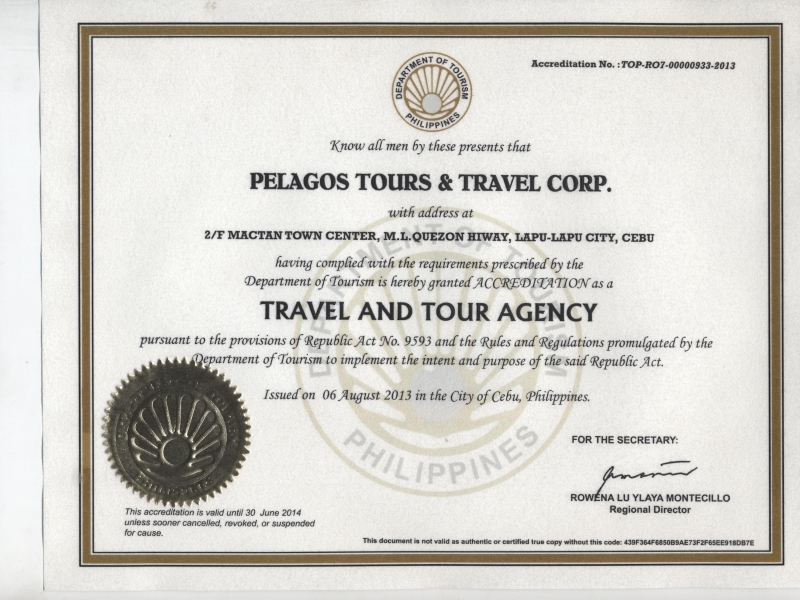 Accreditation No. :TOP-RO7-00000933-2013
DEPARTMENT OF TOURISM
PHILIPPINES
Know all men by these presents that
PELAGOS TOURS & TRAVEL CORP.
with address at
2/F MACTAN TOWN CENTER, M.L.QUEZON HIWAY, LAPU-LAPU CITY, CEBU
having complied with the requirements prescribed by the
Department of Tourism is hereby granted ACCREDITATION as a
TRAVEL AND TOUR AGENCY
pursuant to the provisions of Republic Act No. 9593 and the Rules and Regulations promulgated by the
Department of Tourism to implement the intent and purpose of the said Republic Act.
Issued on 06 August 2013 in the City of Cebu, Philippines.
DEPARTMENT OF TOURISM
PHILIPPINES
FOR THE SECRETARY:
ROWENA LU YLAYA MONTECILLO
Regional Director
PHILIPPINES
This accreditation is valid until 30 June 2014
unless sooner cancelled, revoked, or suspended
for cause.
This document is not valid as authentic or certified true copy without this code: 439F364F6850B9AE73F2F65EE918DB7E